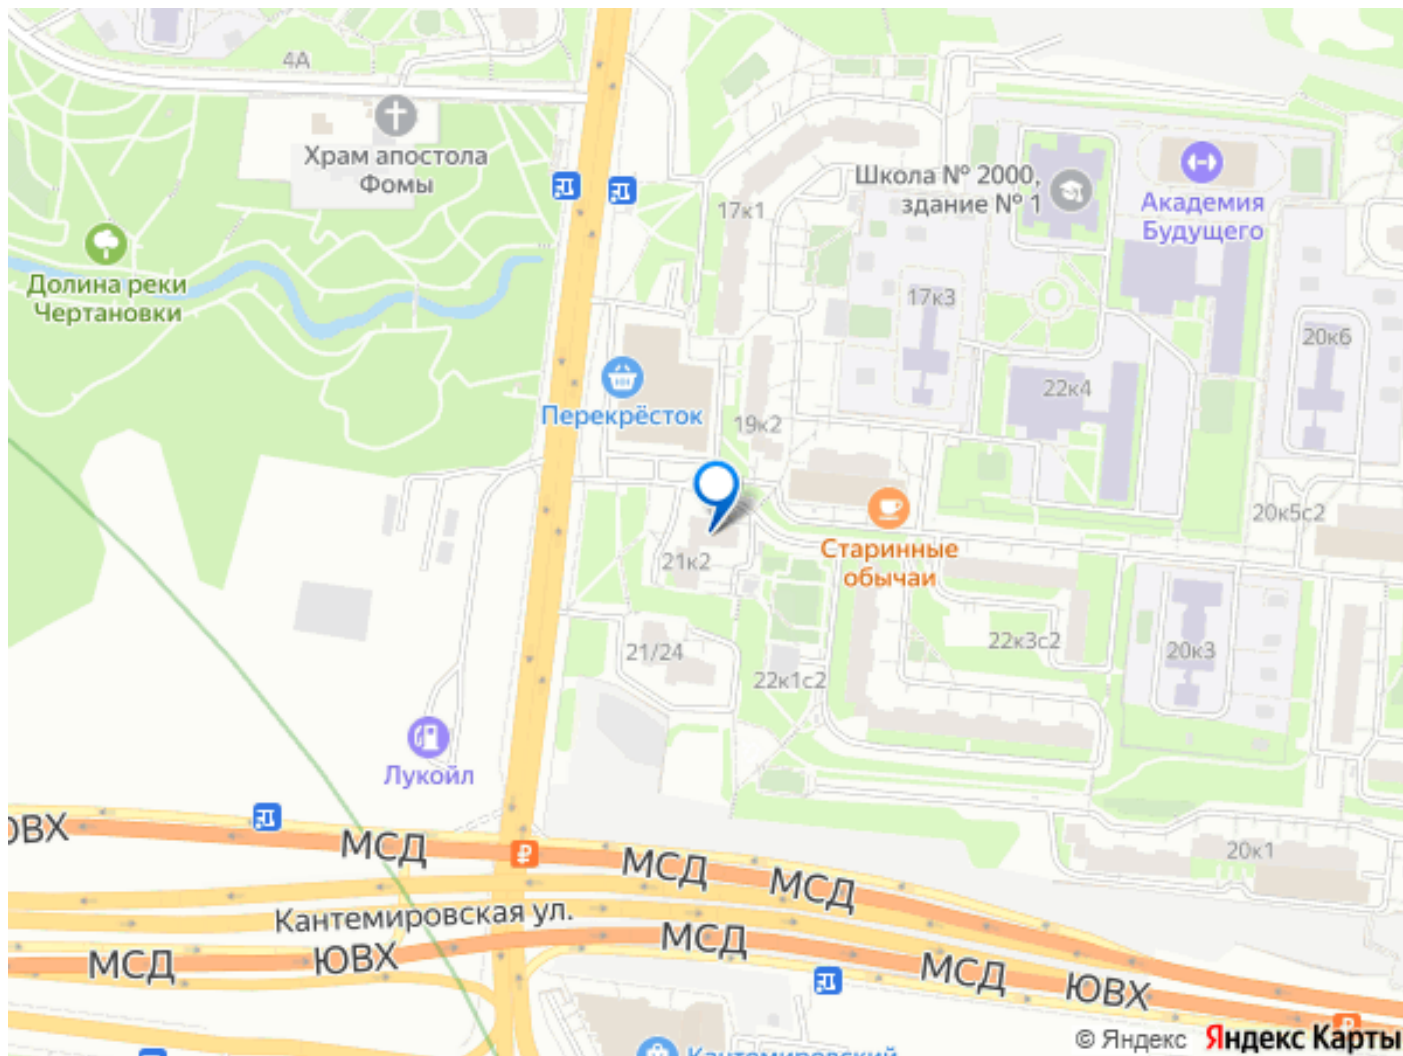 4А
Храм апостола
Фомы
Школа № 2000,
здание № 1
Академия
Будущего
17к1
Долина реки
Чертановки
17к3
20к6
22к4
Перекрёсток
19к2
20к5с2
Старинные
обычаи
21к2
21/24
22к3с2
20к3
22к1с2
Лукойл
ЮВХ
МСД
МСД
МСД
20к1
Кантемировская ул.
МСД
МСД
ЮВХ
МСД
ЮВХ
Кантемировский
© Яндекс Яндекс Карты